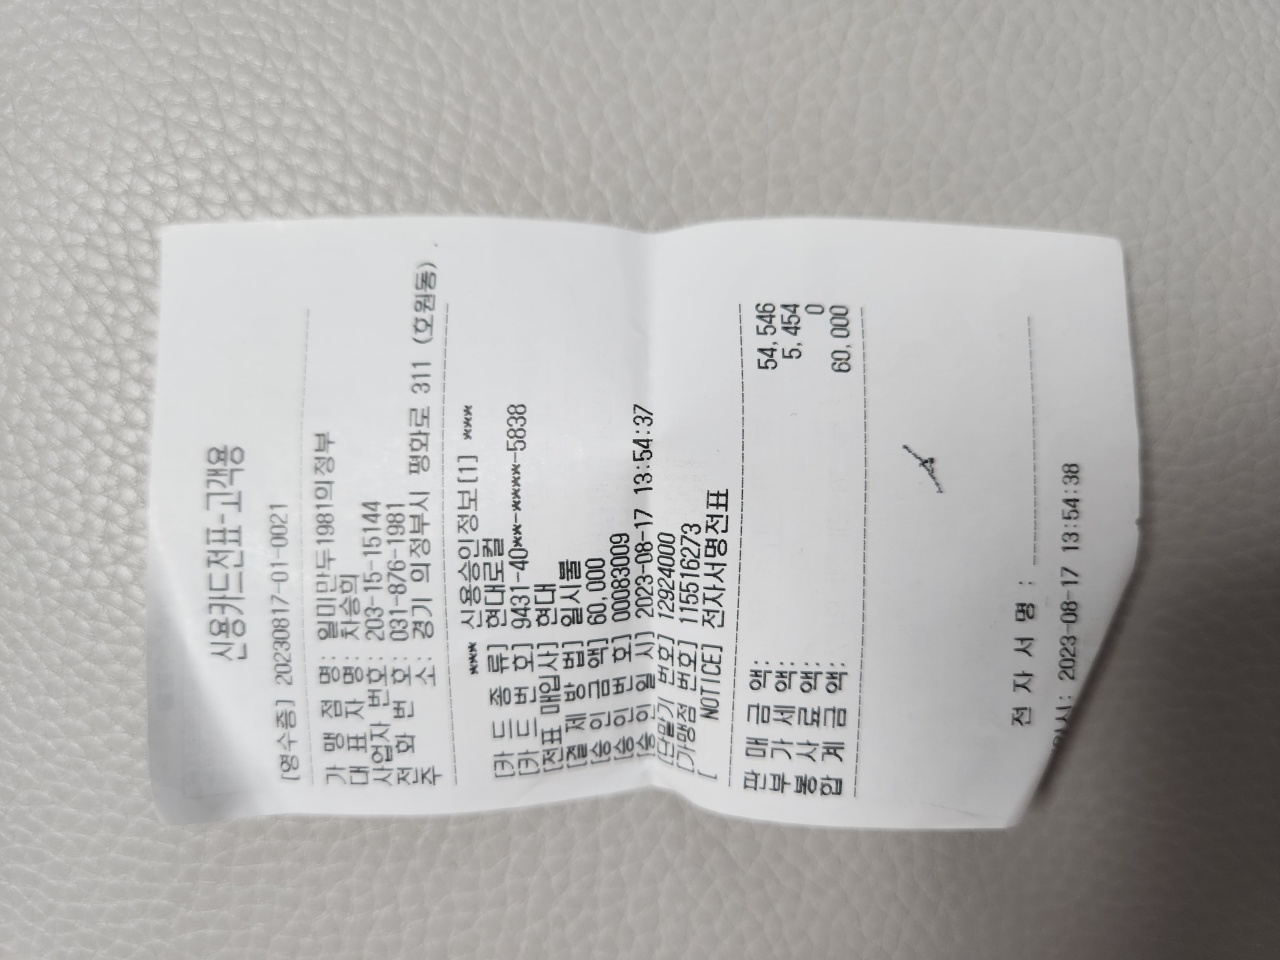 신용카드전표-고객용
[영수증] 20230817-01-0021
가 맹 점 명: 일미만두1981의정부
대 표 자 명: 차승희
사업자 번호: 203-15-15144
전 화 번 호: 031-876-1981
주 소: 경기 의정부시 평화로 311 (호원동)
*** 신용승인정보[1] ***
[카 드 종 류] 현대로컬
[카 드 번 호] 9431-40**-****-5838
[전표 매입사] 현대
[결 제 방 법] 일시불
[승 인 금 액] 60,000
[승 인 번 호] 00083009
[승 인 일 시] 2023-08-17 13:54:37
[단말기 번호] 12924000
[가맹점 번호] 115516273
[ NOTICE] 전자서명전표
판 매 금 액: 54,546
부 가 세 액: 5,454
봉 사 료 액: 0
합 계 금 액: 60,000
전 자 서 명 :
2023-08-17 13:54:38